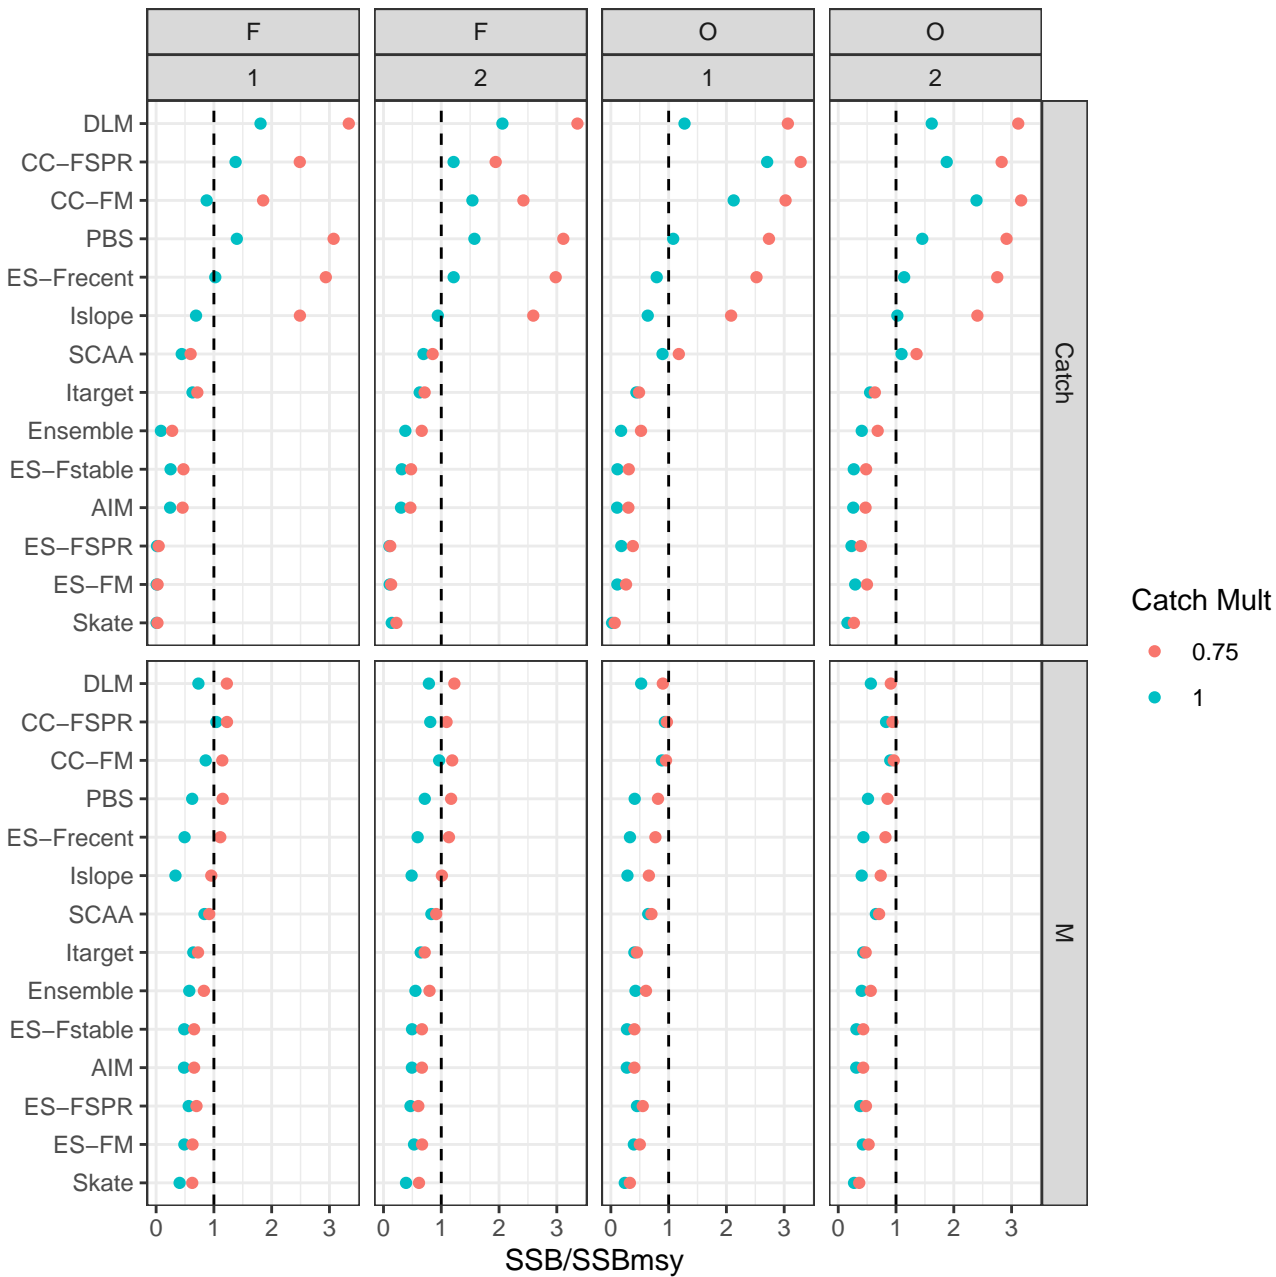 F F O O
1 2 1 2
DLM
CC−FSPR
CC−FM
PBS
ES−Frecent
Islope
SCAA
Itarget
Ensemble
ES−Fstable
AIM
ES−FSPR
ES−FM
Skate
Catch
DLM
CC−FSPR
CC−FM
PBS
ES−Frecent
Islope
SCAA
Itarget
Ensemble
ES−Fstable
AIM
ES−FSPR
ES−FM
Skate
M
0 1 2 3 0 1 2 3 0 1 2 3 0 1 2 3
SSB/SSBmsy
Catch Mult
0.75
1